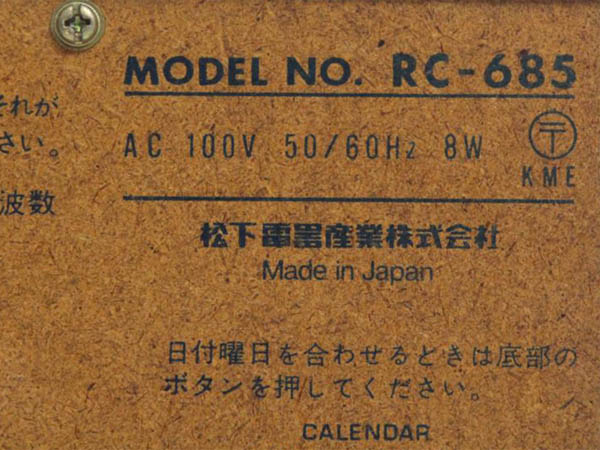 MODEL NO. RC-685
それが
さい。
AC 100V 50/60Hz 8W
〒
KME
波数
松下電器産業株式会社
Made in Japan
日付曜日を合わせるときは底部の
ボタンを押してください。
CALENDAR